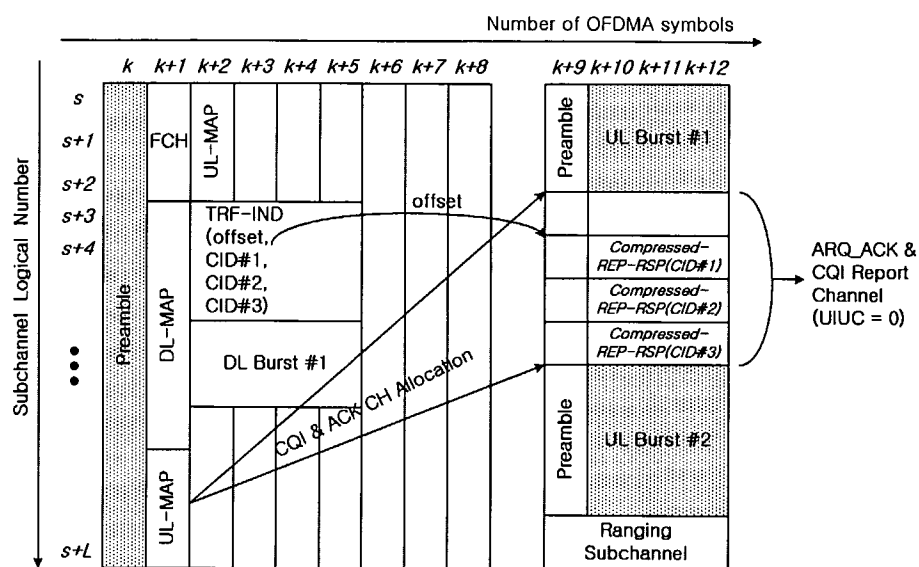 Number of OFDMA symbols
k k+1 k+2 k+3 k+4 k+5 k+6 k+7 k+8 k+9 k+10 k+11 k+12
Subchannel Logical Number
s
s+1
s+2
s+3
s+4
s+L
Preamble
FCH
DL-MAP
UL-MAP
UL-MAP
TRF-IND
(offset,
CID#1,
CID#2,
CID#3)
DL Burst #1
offset
CQI & ACK CH Allocation
Preamble
UL Burst #1
Compressed-
REP-RSP(CID#1)
Compressed-
REP-RSP(CID#2)
Compressed-
REP-RSP(CID#3)
Preamble
UL Burst #2
Ranging
Subchannel
ARQ_ACK &
CQI Report
Channel
(UIUC = 0)